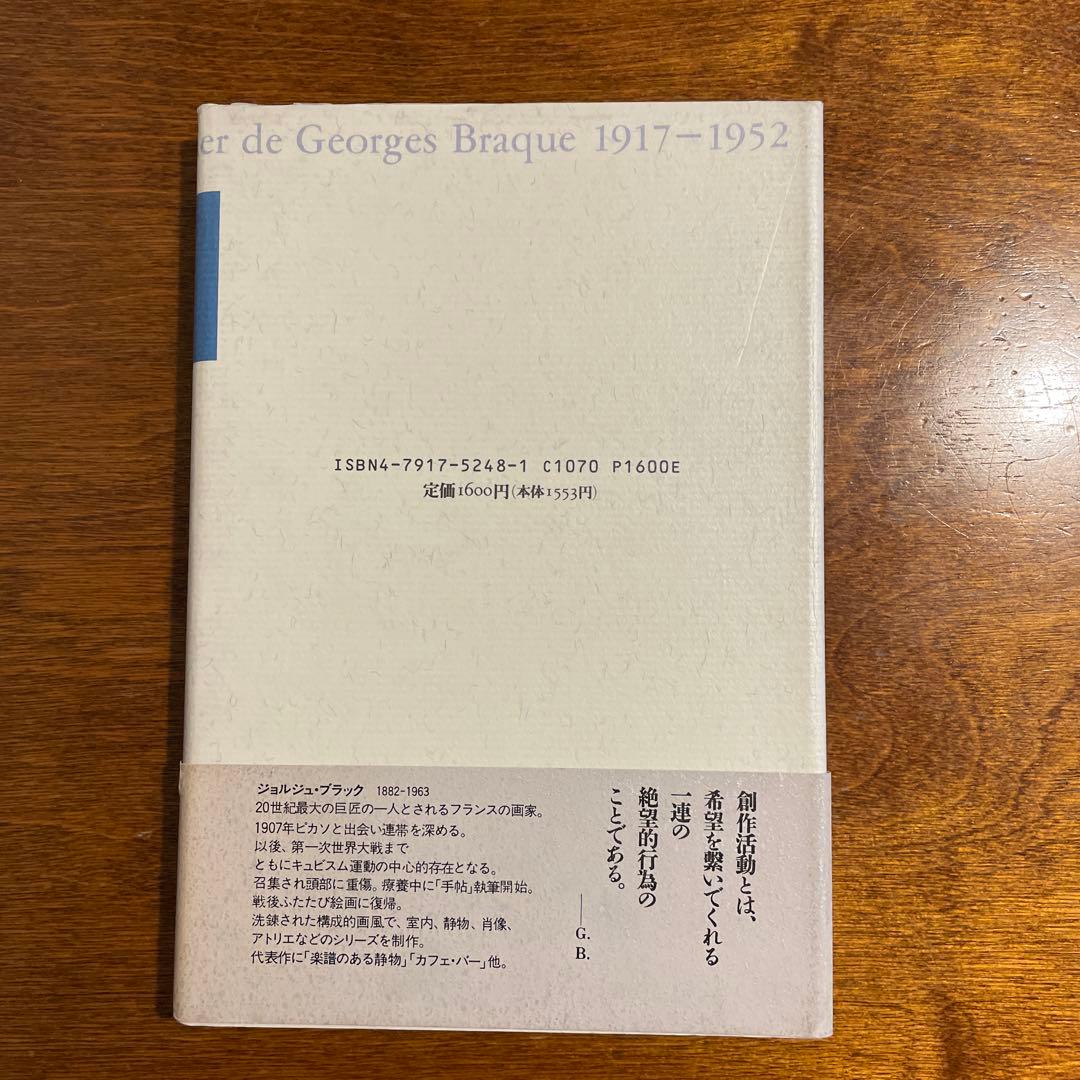 er de Georges Braque 1917−1952
ISBN4-7917-5248-1 C1070 P1600E
定価1600円(本体1553円)
創作活動とは、
希望を繋いでくれる
一連の
絶望的行為の
ことである。
——G. B.
ジョルジュ・ブラック 1882-1963
20世紀最大の巨匠の一人とされるフランスの画家。
1907年ピカソと出会い連帯を深める。
以後、第一次世界大戦まで
ともにキュビスム運動の中心的存在となる。
召集され頭部に重傷。療養中に「手帖」執筆開始。
戦後ふたたび絵画に復帰。
洗練された構成的画風で、室内、静物、肖像、
アトリエなどのシリーズを制作。
代表作に「楽譜のある静物」「カフェ・バー」他。